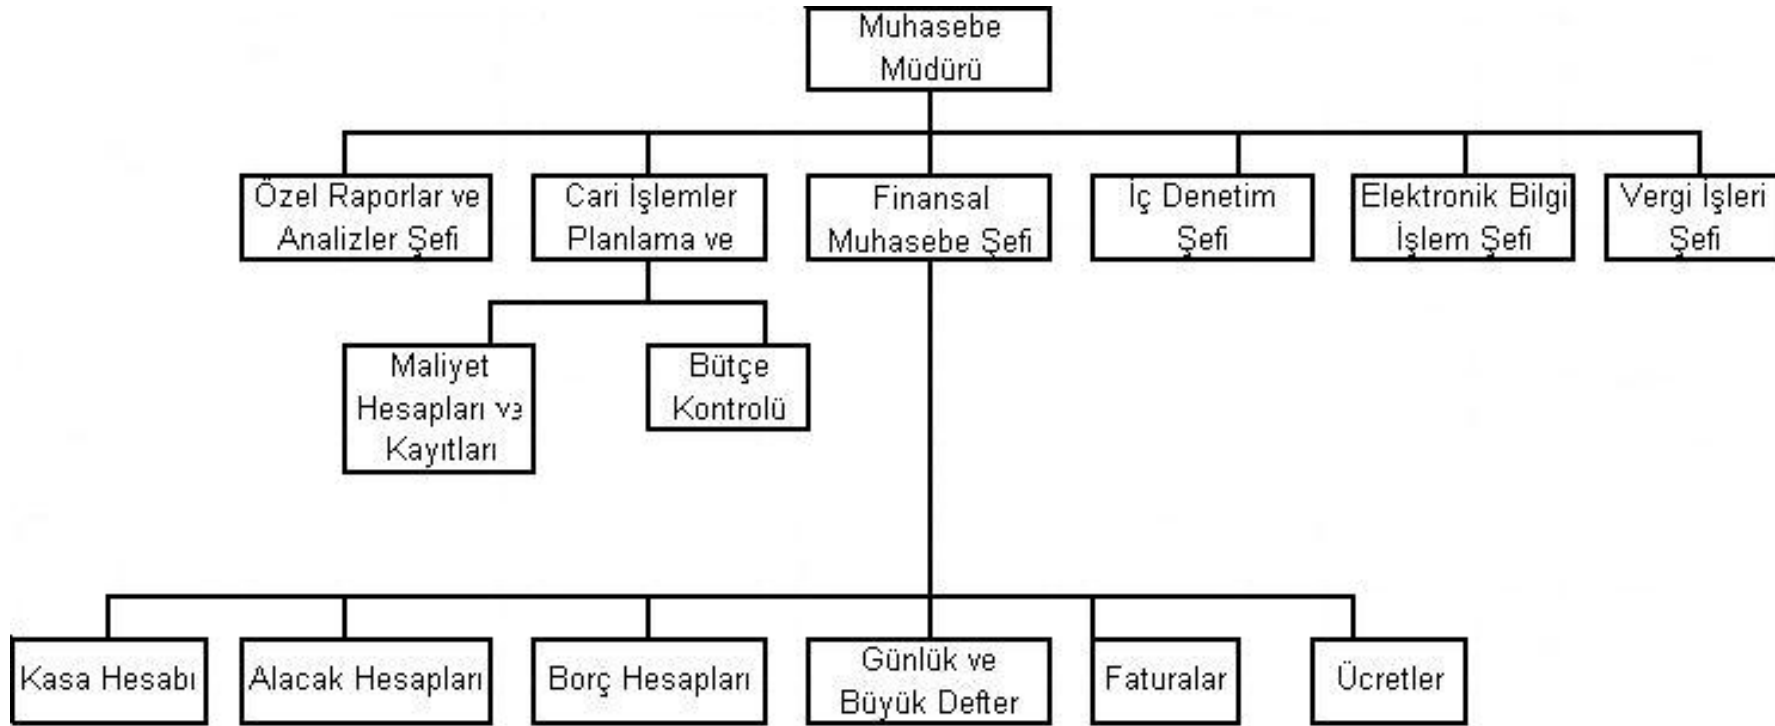 Muhasebe
Müdürü
Özel Raporlar ve
Analizler Şefi
Cari İşlemler
Planlama ve
Finansal
Muhasebe Şefi
İç Denetim
Şefi
Elektronik Bilgi
İşlem Şefi
Vergi İşleri
Şefi
Maliyet
Hesapları ve
Kayıtları
Bütçe
Kontrolü
Kasa Hesabı
Alacak Hesapları
Borç Hesapları
Günlük ve
Büyük Defter
Faturalar
Ücretler